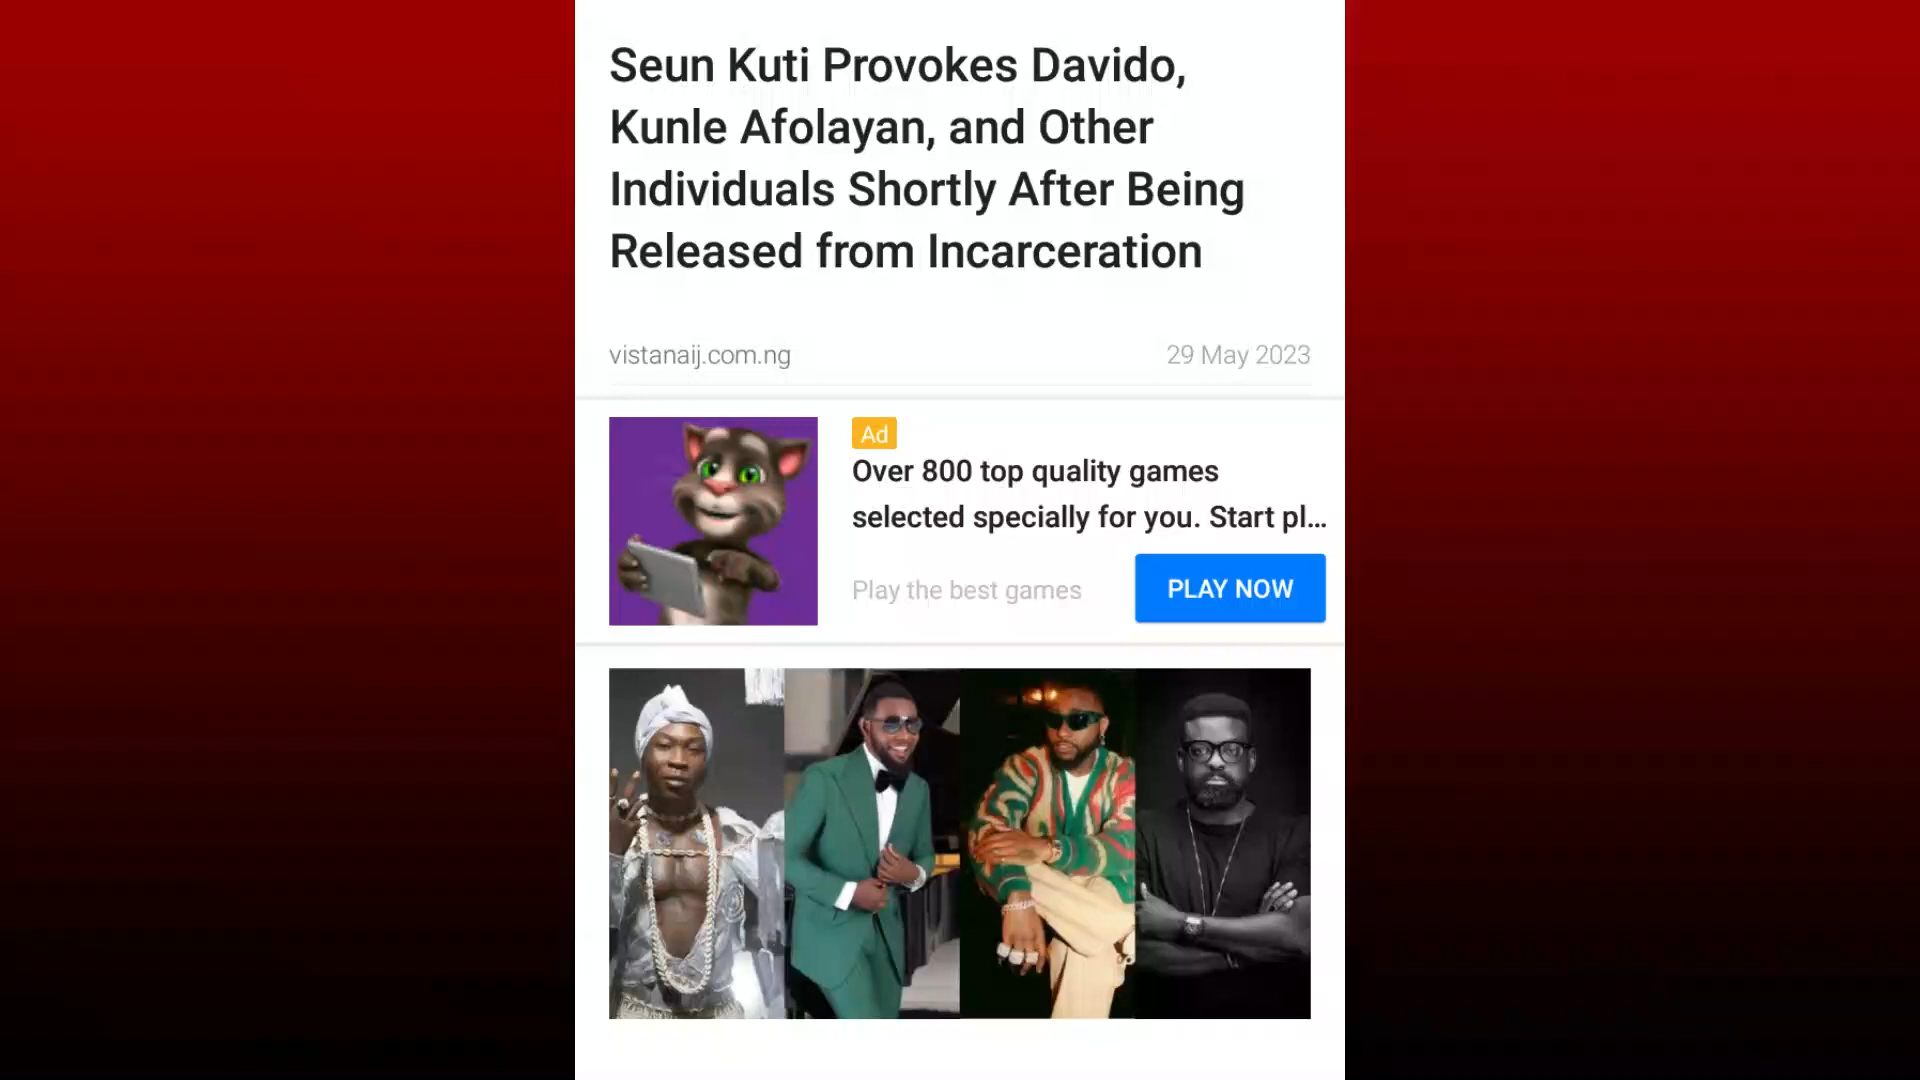 Seun Kuti Provokes Davido,
Kunle Afolayan, and Other
Individuals Shortly After Being
Released from Incarceration
vistanaij.com.ng
29 May 2023
Ad
Over 800 top quality games
selected specially for you. Start pl...
Play the best games
PLAY NOW